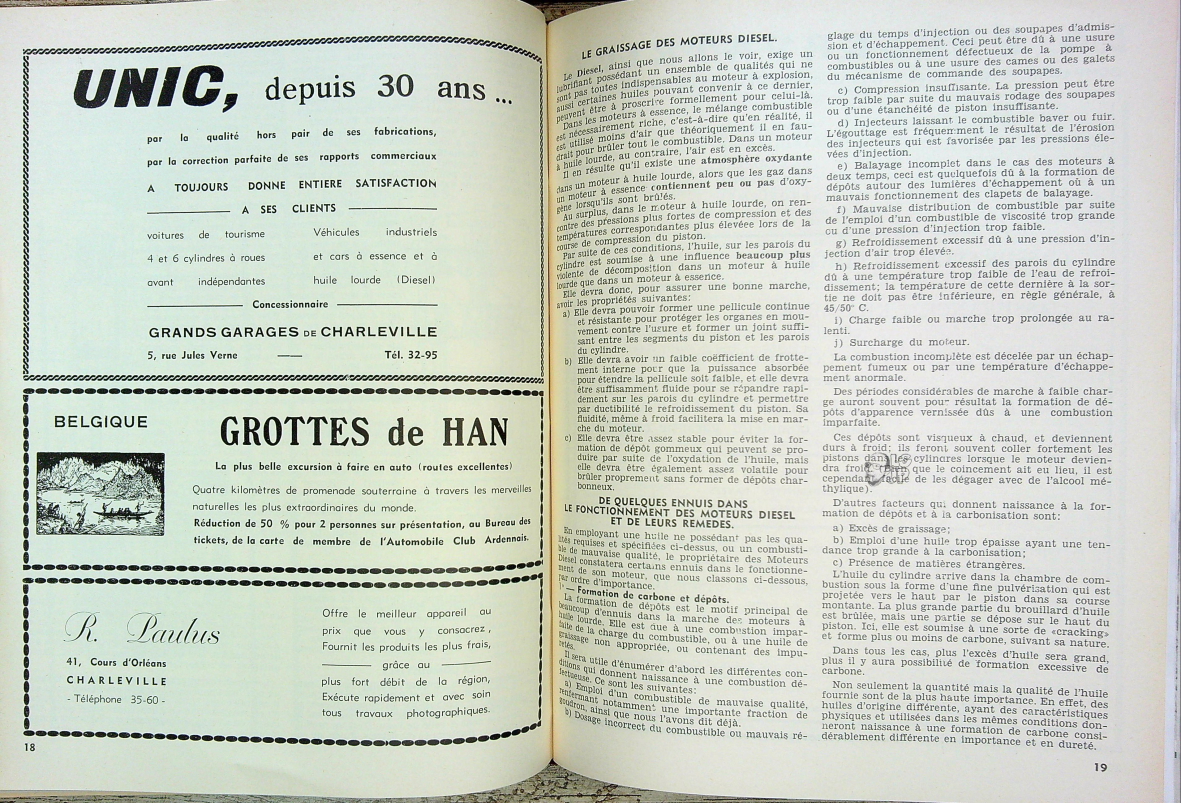 UNIC, depuis 30 ans ...
par la qualité hors pair de ses fabrications,
par la correction parfaite de ses rapports commerciaux
A TOUJOURS DONNE ENTIERE SATISFACTION
A SES CLIENTS
voitures de tourisme
4 et 6 cylindres à roues
avant indépendantes
Véhicules industriels
et cars à essence et à
huile lourde (Diesel)
Concessionnaire
GRANDS GARAGES DE CHARLEVILLE
5, rue Jules Verne — Tél. 32-95
BELGIQUE
GROTTES de HAN
La plus belle excursion à faire en auto (routes excellentes)
Quatre kilomètres de promenade souterraine à travers les merveilles
naturelles les plus extraordinaires du monde.
Réduction de 50 % pour 2 personnes sur présentation, au Bureau des
tickets, de la carte de membre de l'Automobile Club Ardennais.
R. Paulus
41, Cours d'Orléans
CHARLEVILLE
- Téléphone 35-60 -
Offre le meilleur appareil au
prix que vous y consacrez,
Fournit les produits les plus frais,
grâce au
plus fort débit de la région,
Exécute rapidement et avec soin
tous travaux photographiques.
18
LE GRAISSAGE DES MOTEURS DIESEL.
Le Diesel, ainsi que nous allons le voir, exige un
lubrifiant possédant un ensemble de qualités qui ne
sont pas toutes indispensables au moteur à explosion,
aussi certaines huiles pouvant convenir à ce dernier,
peuvent être à proscrire formellement pour celui-là.
Dans les moteurs à essence, le mélange combustible
est nécessairement riche, c'est-à-dire qu'en réalité, il
est utilisé moins d'air que théoriquement il en fau-
drait pour brûler tout le combustible. Dans un moteur
à huile lourde, au contraire, l'air est en excès.
Il en résulte qu'il existe une atmosphère oxydante
dans un moteur à huile lourde, alors que les gaz dans
un moteur à essence contiennent peu ou pas d'oxy-
gène lorsqu'ils sont brûlés.
Au surplus, dans le moteur à huile lourde, on ren-
contre des pressions plus fortes de compression et des
températures correspondantes plus élevée lors de la
course de compression du piston.
Par suite de ces conditions, l'huile, sur les parois du
cylindre est soumise à une influence beaucoup plus
violente de décomposition dans un moteur à huile
lourde que dans un moteur à essence.
Elle devra donc, pour assurer une bonne marche,
avoir les propriétés suivantes:
a) Elle devra pouvoir former une pellicule continue
et résistante pour protéger les organes en mou-
vement contre l'usure et former un joint suffi-
sant entre les segments du piston et les parois
du cylindre.
b) Elle devra avoir un faible coëfficient de frotte-
ment interne pour que la puissance absorbée
pour étendre la pellicule soit faible, et elle devra
être suffisamment fluide pour se répandre rapi-
dement sur les parois du cylindre et permettre
par ductibilité le refroidissement du piston. Sa
fluidité, même à froid facilitera la mise en mar-
che du moteur.
c) Elle devra être assez stable pour éviter la for-
mation de dépôt gommeux qui peuvent se pro-
duire par suite de l'oxydation de l'huile, mais
elle devra être également assez volatile pour
brûler proprement sans former de dépôts char-
bonneux.
DE QUELQUES ENNUIS DANS
LE FONCTIONNEMENT DES MOTEURS DIESEL
ET DE LEURS REMEDES.
En employant une huile ne possédant pas les qua-
lités requises et spécifiées ci-dessus, ou un combusti-
ble de mauvaise qualité, le propriétaire des Moteurs
Diesel constatera certains ennuis dans le fonctionne-
ment de son moteur, que nous classons ci-dessous,
par ordre d'importance.
1° — Formation de carbone et dépôts.
La formation de dépôts est le motif principal de
beaucoup d'ennuis dans la marche des moteurs à
huile lourde. Elle est due à une combustion impar-
faite de la charge du combustible, ou à une huile de
graissage non appropriée, ou contenant des impu-
retés.
Il sera utile d'énumérer d'abord les différentes con-
ditions qui donnent naissance à une combustion dé-
fectueuse. Ce sont les suivantes:
a) Emploi d'un combustible de mauvaise qualité,
renfermant notamment une importante fraction de
goudron, ainsi que nous l'avons dit déjà.
b) Dosage incorrect du combustible ou mauvais ré-
glage du temps d'injection ou des soupapes d'admis-
sion et d'échappement. Ceci peut être dû à une usure
ou un fonctionnement défectueux de la pompe à
combustibles ou à une usure des cames ou des galets
du mécanisme de commande des soupapes.
c) Compression insuffisante. La pression peut être
trop faible par suite du mauvais rodage des soupapes
ou d'une étanchéité de piston insuffisante.
d) Injecteurs laissant le combustible baver ou fuir.
L'égouttage est fréquemment le résultat de l'érosion
des injecteurs qui est favorisée par les pressions éle-
vées d'injection.
e) Balayage incomplet dans le cas des moteurs à
deux temps, ceci est quelquefois dû à la formation de
dépôts autour des lumières d'échappement où à un
mauvais fonctionnement des clapets de balayage.
f) Mauvaise distribution de combustible par suite
de l'emploi d'un combustible de viscosité trop grande
cu d'une pression d'injection trop faible.
g) Refroidissement excessif dû à une pression d'in-
jection d'air trop élevée.
h) Refroidissement excessif des parois du cylindre
dû à une température trop faible de l'eau de refroi-
dissement; la température de cette dernière à la sor-
tie ne doit pas être inférieure, en règle générale, à
45/50° C.
i) Charge faible ou marche trop prolongée au ra-
lenti.
j) Surcharge du moteur.
La combustion incomplète est décelée par un échap-
pement fumeux ou par une température d'échappe-
ment anormale.
Des périodes considérables de marche à faible char-
ge auront souvent pour résultat la formation de dé-
pôts d'apparence vernissée dûs à une combustion
imparfaite.
Ces dépôts sont visqueux à chaud, et deviennent
durs à froid; ils feront souvent coller fortement les
pistons dans les cylindres lorsque le moteur devien-
dra froid. Bien que le coincement ait eu lieu, il est
cependant facile de les dégager avec de l'alcool mé-
thylique).
D'autres facteurs qui donnent naissance à la for-
mation de dépôts et à la carbonisation sont:
a) Excès de graissage;
b) Emploi d'une huile trop épaisse ayant une ten-
dance trop grande à la carbonisation;
c) Présence de matières étrangères.
L'huile du cylindre arrive dans la chambre de com-
bustion sous la forme d'une fine pulvérisation qui est
projetée vers le haut par le piston dans sa course
montante. La plus grande partie du brouillard d'huile
est brûlée, mais une partie se dépose sur le haut du
piston. Ici, elle est soumise à une sorte de «cracking»
et forme plus ou moins de carbone, suivant sa nature.
Dans tous les cas, plus l'excès d'huile sera grand,
plus il y aura possibilité de formation excessive de
carbone.
Non seulement la quantité mais la qualité de l'huile
fournie sont de la plus haute importance. En effet, des
huiles d'origine différente, ayant des caractéristiques
physiques et utilisées dans les mêmes conditions don-
neront naissance à une formation de carbone consi-
dérablement différente en importance et en dureté.
19